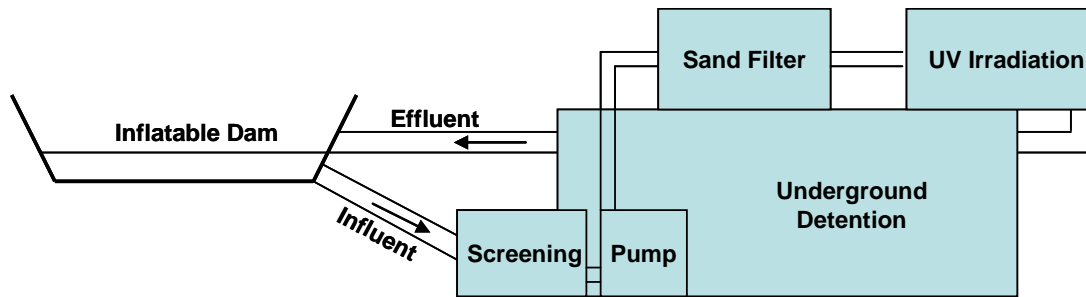 Sand Filter
UV Irradiation
Effluent
Inflatable Dam
Underground
Detention
Influent
Screening
Pump